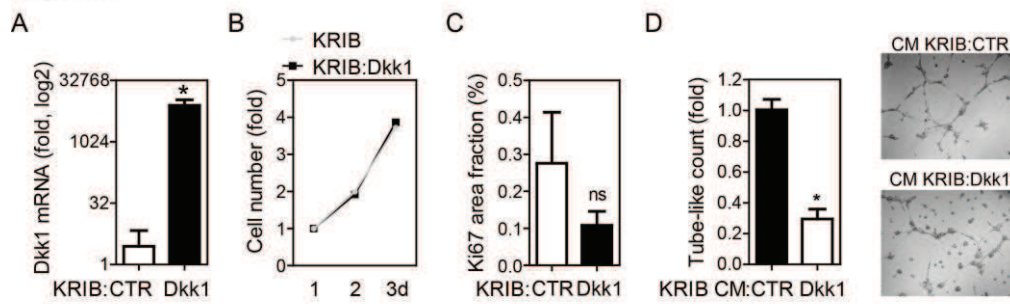 A
Dkk1 mRNA (fold, log2)
32768
1024
32
1
*
KRIB:CTR Dkk1
B
KRIB
KRIB:Dkk1
Cell number (fold)
5
4
3
2
1
0
1 2 3d
C
Ki67 area fraction (%)
0.5
0.4
0.3
0.2
0.1
0.0
ns
KRIB:CTR Dkk1
D
Tube-like count (fold)
1.2
1.0
0.8
0.6
0.4
0.2
0.0
*
KRIB CM:CTR Dkk1
CM KRIB:CTR
CM KRIB:Dkk1